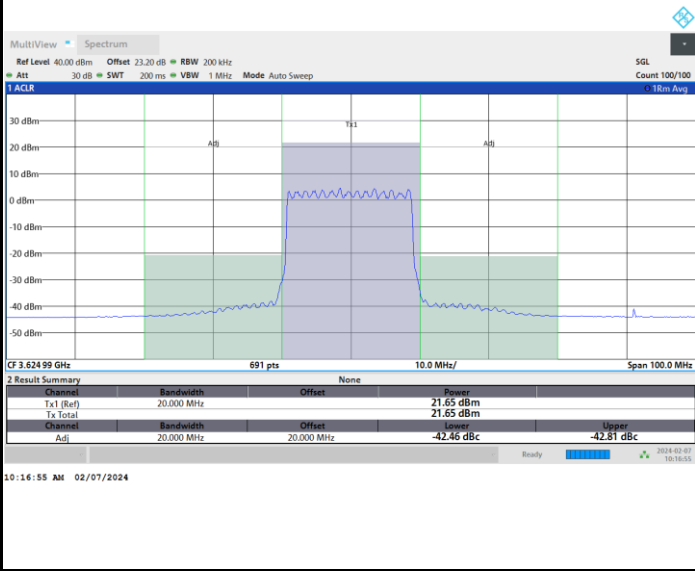 MultiView Spectrum
Ref Level 40.00 dBm Offset 23.20 dB RBW 200 kHz SGL
Att 30 dB SWT 200 ms VBW 1 MHz Mode Auto Sweep Count 100/100
1 ACLR 1Rm Avg
30 dBm
Tx1
20 dBm Adj Adj
10 dBm
0 dBm
-10 dBm
-20 dBm
-30 dBm
-40 dBm
-50 dBm
CF 3.624 99 GHz 691 pts 10.0 MHz/ Span 100.0 MHz
2 Result Summary None
Channel Bandwidth Offset Power
Tx1 (Ref) 20.000 MHz 21.65 dBm
Tx Total 21.65 dBm
Channel Bandwidth Offset Lower Upper
Adj 20.000 MHz 20.000 MHz -42.46 dBc -42.81 dBc
Ready 2024-02-07
10:16:55
10:16:55 AM 02/07/2024